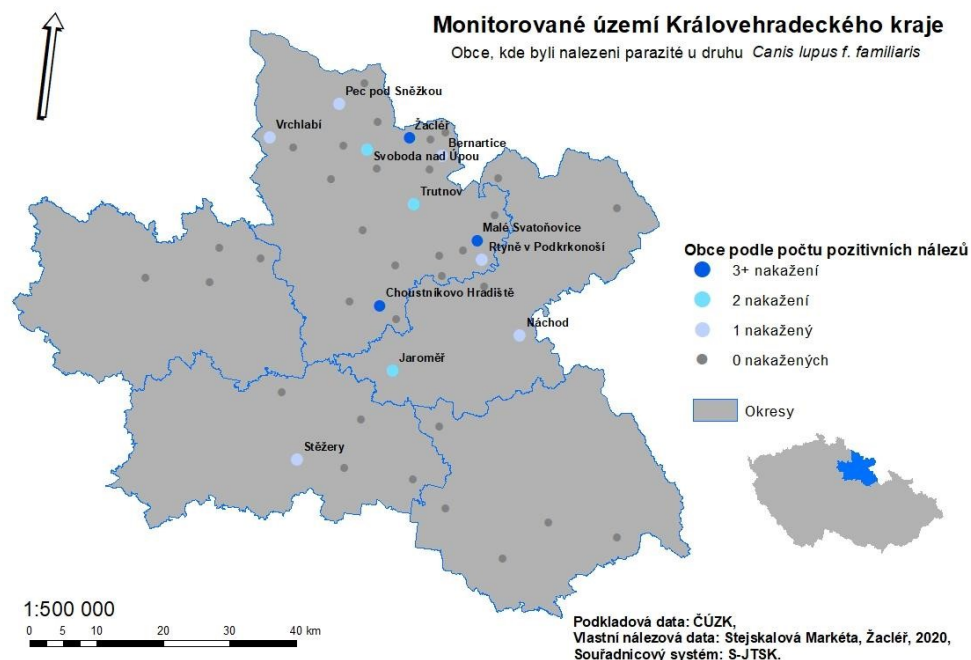 Monitorované území Královehradeckého kraje
Obce, kde byli nalezeni parazité u druhu Canis lupus f. familiaris
Pec pod Sněžkou
Vrchlabí
Žacléř
Bernartice
Svoboda nad Úpou
Trutnov
Malé Svatoňovice
Rtyně v Podkrkonoší
Choustníkovo Hradiště
Náchod
Jaroměř
Stěžery
Obce podle počtu pozitivních nálezů
3+ nakažení
2 nakažení
1 nakažený
0 nakažených
Okresy
1:500 000
0 5 10 20 30 40 km
Podkladová data: ČÚZK,
Vlastní nálezová data: Stejskalová Markéta, Žacléř, 2020,
Souřadnicový systém: S-JTSK.